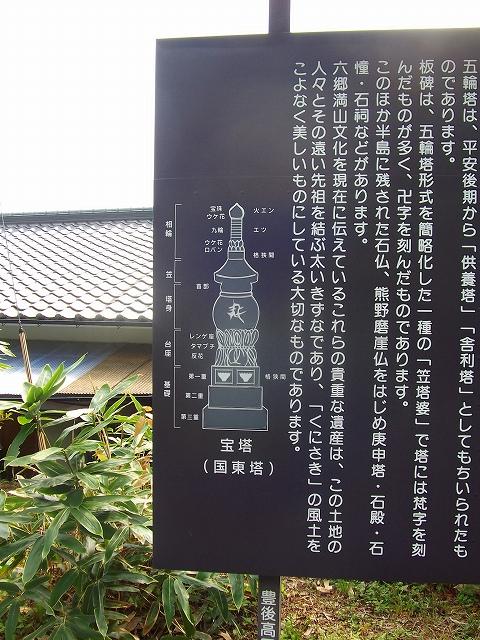 五輪塔は、平安後期から「供養塔」「舎利塔」としてもちいられたも
のであります。
板碑は、五輪塔形式を簡略化した一種の「笠塔婆」で塔には梵字を刻
んだものが多く、卍字を刻んだものであります。
このほか半島に残された石仏、熊野磨崖仏をはじめ庚申塔・石殿・石
憧・石祠などがあります。
六郷満山文化を現在に伝えているこれらの貴重な遺産は、この土地の
人々とその遠い先祖を結ぶ太いきずなであり、「くにさき」の風土を
こよなく美しいものにしている大切なものであります。
相輪
笠
塔身
台座
基礎
宝珠
ウケ花
九輪
ウケ花
ロバン
首部
レンゲ座
タマブチ
反花
第一重
第二重
第三重
火エン
エツ
格狭間
格狭間
宝塔
(国東塔)
豊後高